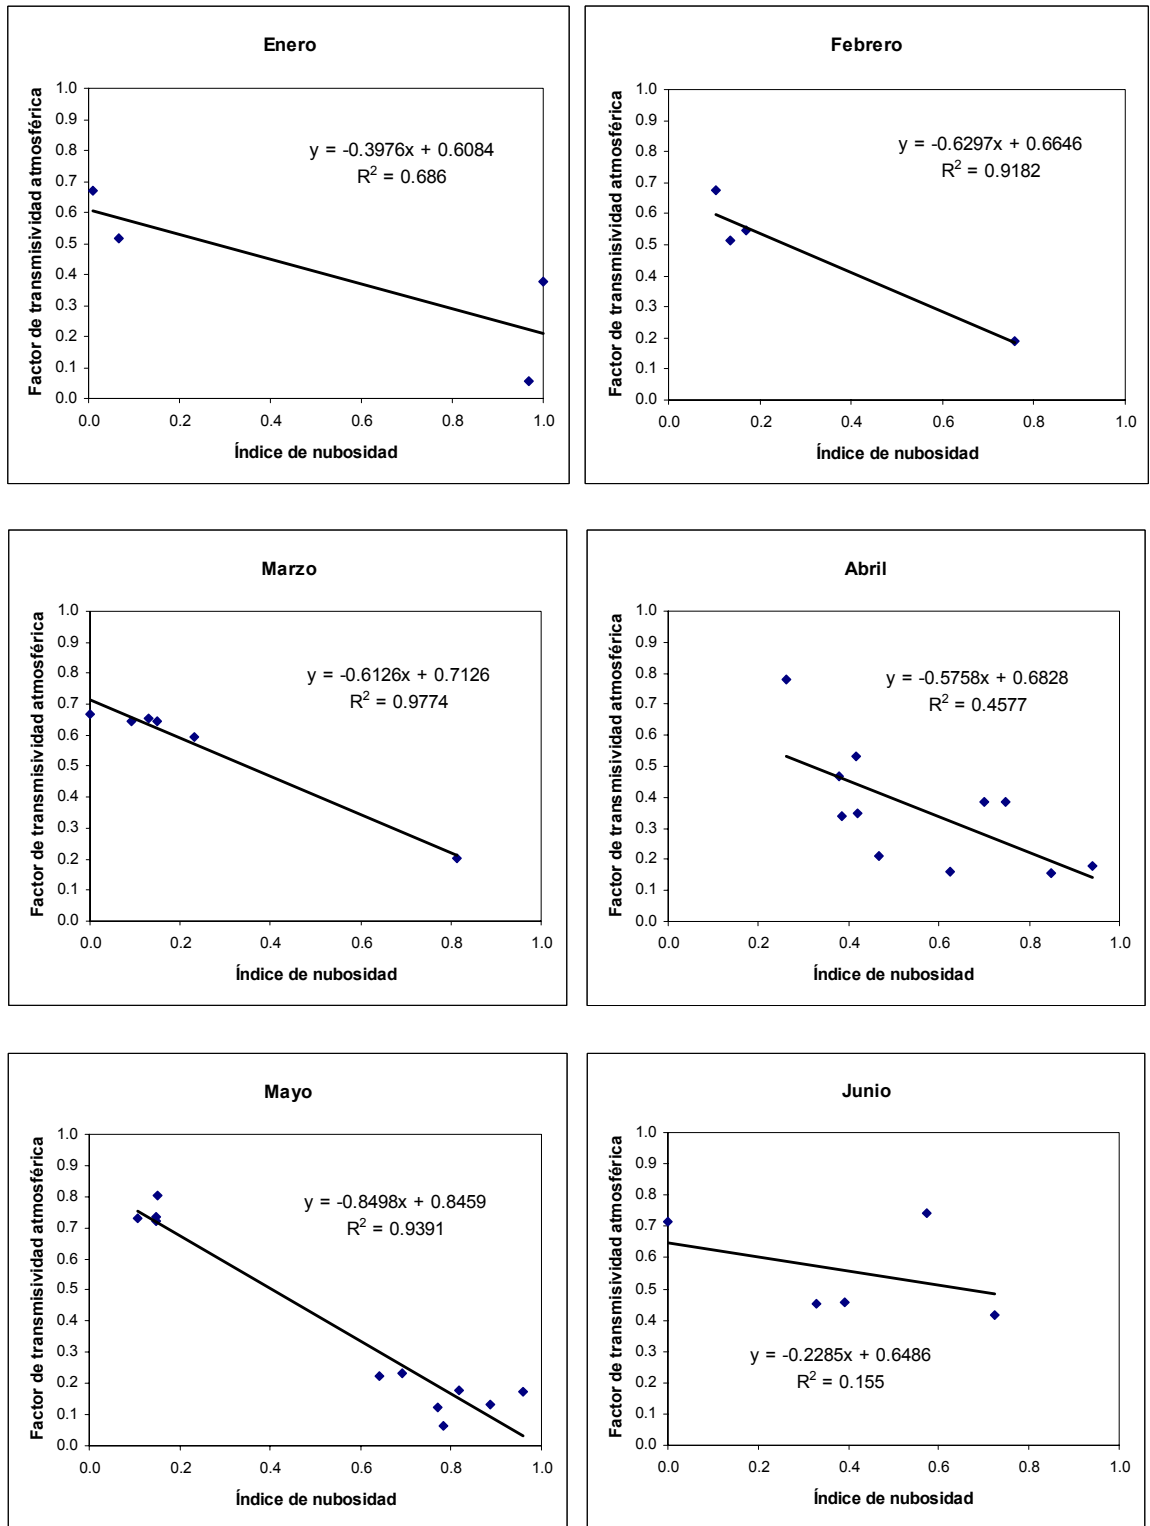 Enero
Factor de transmisividad atmosférica
1.0
0.9
0.8
0.7
0.6
0.5
0.4
0.3
0.2
0.1
0.0
y = -0.3976x + 0.6084
R² = 0.686
0.0 0.2 0.4 0.6 0.8 1.0
Índice de nubosidad
Febrero
Factor de transmisividad atmosférica
1.0
0.9
0.8
0.7
0.6
0.5
0.4
0.3
0.2
0.1
0.0
y = -0.6297x + 0.6646
R² = 0.9182
0.0 0.2 0.4 0.6 0.8 1.0
Índice de nubosidad
Marzo
Factor de transmisividad atmosférica
1.0
0.9
0.8
0.7
0.6
0.5
0.4
0.3
0.2
0.1
0.0
y = -0.6126x + 0.7126
R² = 0.9774
0.0 0.2 0.4 0.6 0.8 1.0
Índice de nubosidad
Abril
Factor de transmisividad atmosférica
1.0
0.9
0.8
0.7
0.6
0.5
0.4
0.3
0.2
0.1
0.0
y = -0.5758x + 0.6828
R² = 0.4577
0.0 0.2 0.4 0.6 0.8 1.0
Índice de nubosidad
Mayo
Factor de transmisividad atmosférica
1.0
0.9
0.8
0.7
0.6
0.5
0.4
0.3
0.2
0.1
0.0
y = -0.8498x + 0.8459
R² = 0.9391
0.0 0.2 0.4 0.6 0.8 1.0
Índice de nubosidad
Junio
Factor de transmisividad atmosférica
1.0
0.9
0.8
0.7
0.6
0.5
0.4
0.3
0.2
0.1
0.0
y = -0.2285x + 0.6486
R² = 0.155
0.0 0.2 0.4 0.6 0.8 1.0
Índice de nubosidad